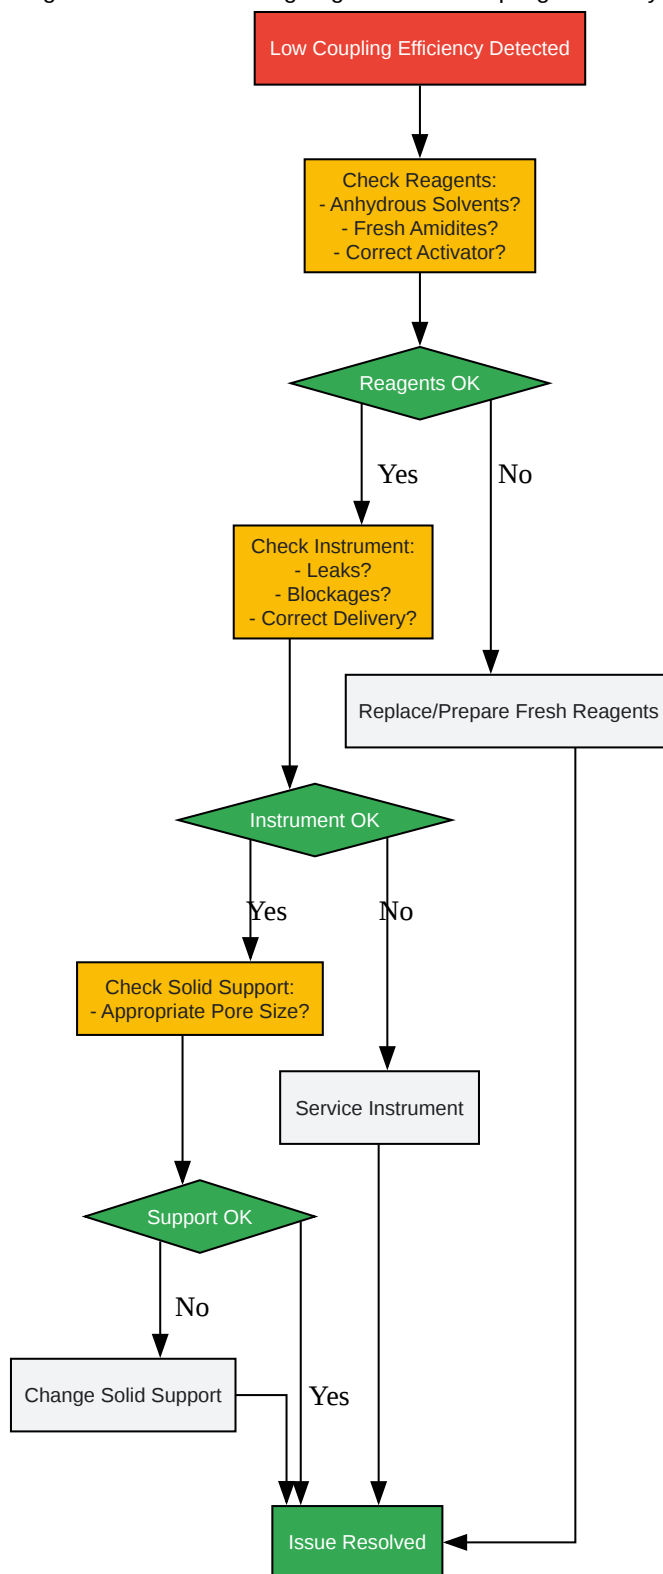 Low Coupling Efficiency Detected
Check Reagents:
- Anhydrous Solvents?
- Fresh Amidites?
- Correct Activator?
Reagents OK
Yes
No
Check Instrument:
- Leaks?
- Blockages?
- Correct Delivery?
Replace/Prepare Fresh Reagents
Instrument OK
Yes
No
Check Solid Support:
- Appropriate Pore Size?
Service Instrument
Support OK
No
Yes
Change Solid Support
Issue Resolved